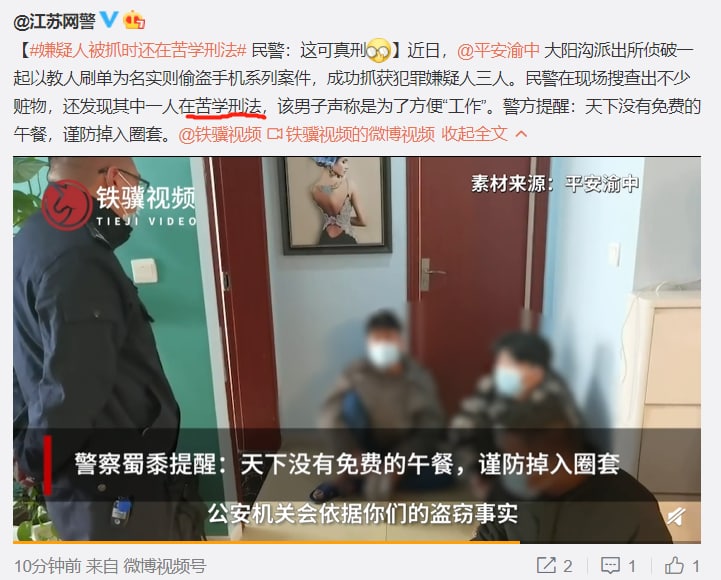 @江苏网警
【#嫌疑人被抓时还在苦学刑法# 民警：这可真刑】近日，@平安渝中 大阳沟派出所侦破一
起以教人刷单为名实则偷盗手机系列案件，成功抓获犯罪嫌疑人三人。民警在现场搜查出不少
赃物，还发现其中一人在苦学刑法，该男子声称是为了方便“工作”。警方提醒：天下没有免费的
午餐，谨防掉入圈套。@铁骥视频 铁骥视频的微博视频 收起全文
铁骥视频
TIEJI VIDEO
素材来源：平安渝中
警察蜀黍提醒：天下没有免费的午餐，谨防掉入圈套
公安机关会依据你们的盗窃事实
10分钟前 来自 微博视频号
2 1 1